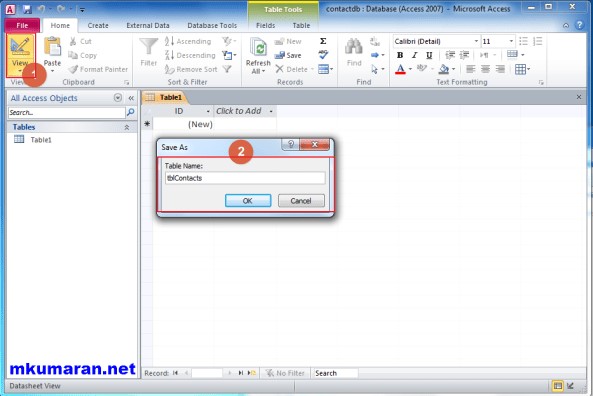 Table Tools
contactdb : Database (Access 2007) - Microsoft Access
File Home Create External Data Database Tools Fields Table
View
1
Paste
Cut
Copy
Format Painter
Filter
Ascending
Descending
Remove Sort
Refresh
All
New
Save
Delete
Find
Calibri (Detail) 11
B I U
A
Views Clipboard Sort & Filter Records Find Text Formatting
All Access Objects
Search...
Tables
Table1
Table1
ID Click to Add
(New)
Save As
2
Table Name:
tblContacts
OK Cancel
mkumaran.net
Record: No Filter Search
Datasheet View